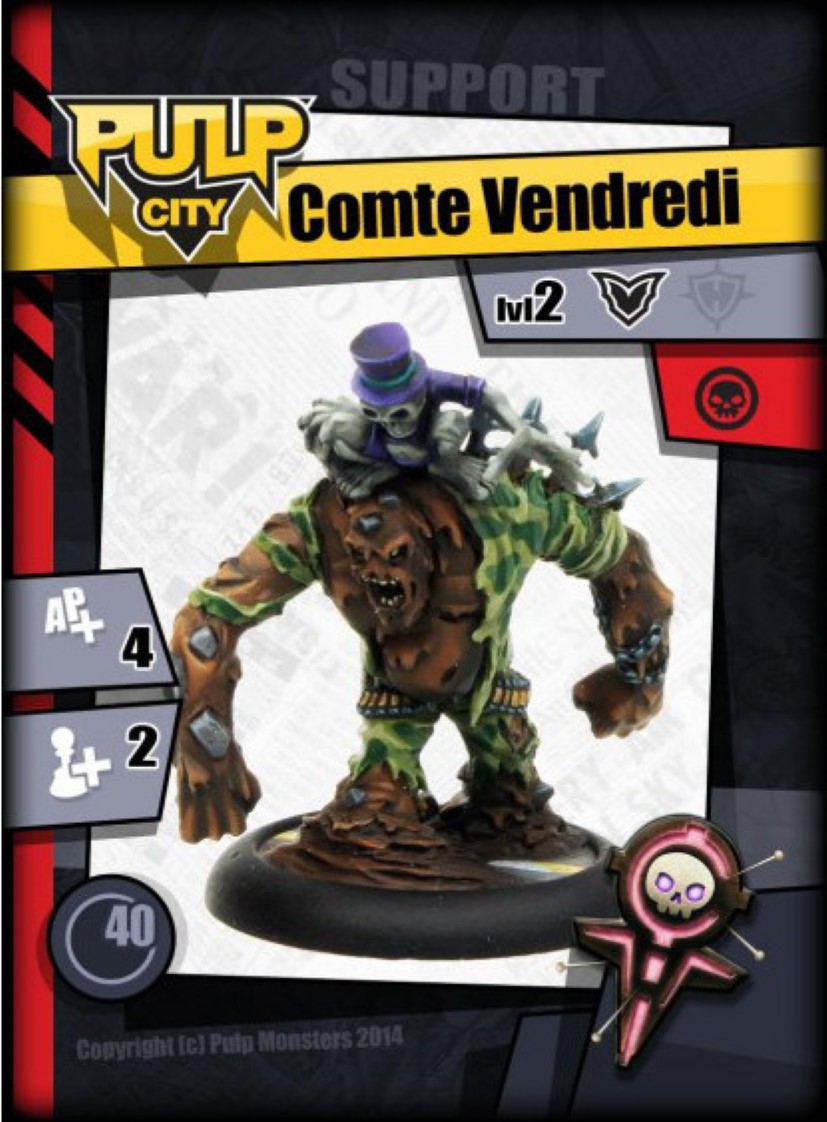 SUPPORT
PULP
CITY
Comte Vendredi
lvl2
AP+
4
+ 2
40
Copyright (c) Pulp Monsters 2014